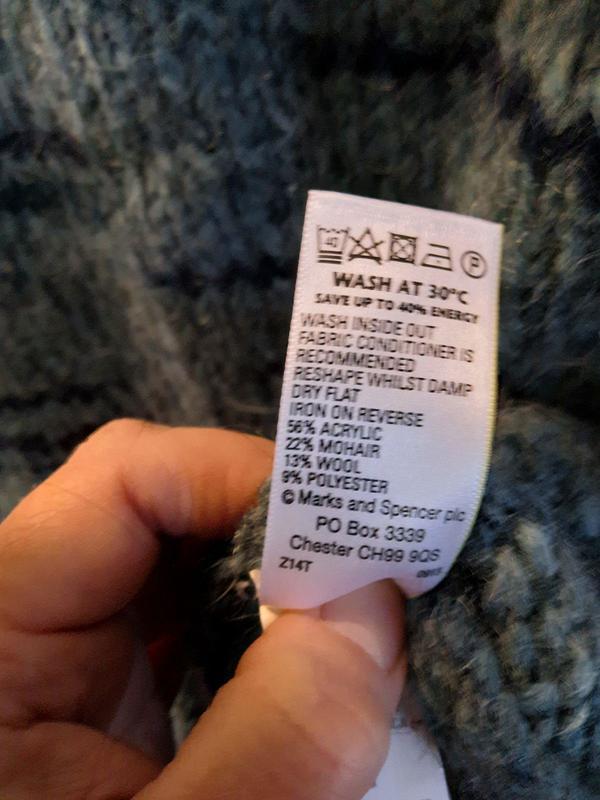 40 P
WASH AT 30°C
SAVE UP TO 40% ENERGY
WASH INSIDE OUT
FABRIC CONDITIONER IS
RECOMMENDED
RESHAPE WHILST DAMP
DRY FLAT
IRON ON REVERSE
56% ACRYLIC
22% MOHAIR
13% WOOL
9% POLYESTER
© Marks and Spencer plc
PO Box 3339
Chester CH99 9QS
Z14T